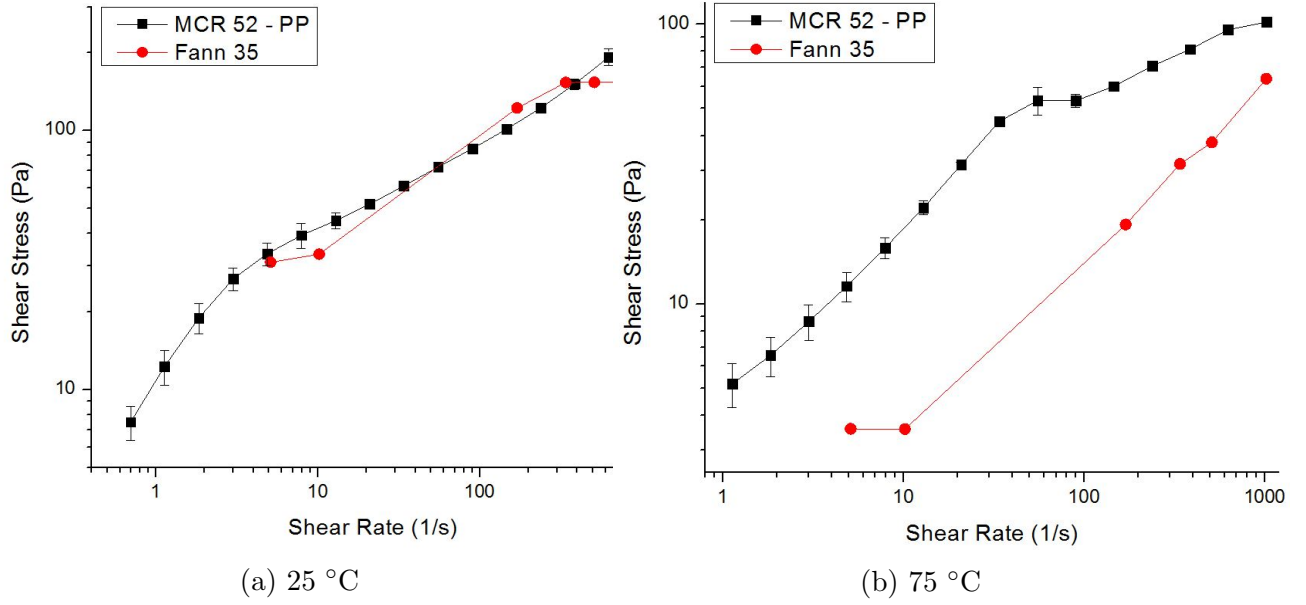 MCR 52 - PP
Fann 35
100
10
Shear Stress (Pa)
1
10
100
Shear Rate (1/s)
(a) 25 °C
MCR 52 - PP
Fann 35
100
10
Shear Stress (Pa)
1
10
100
1000
Shear Rate (1/s)
(b) 75 °C